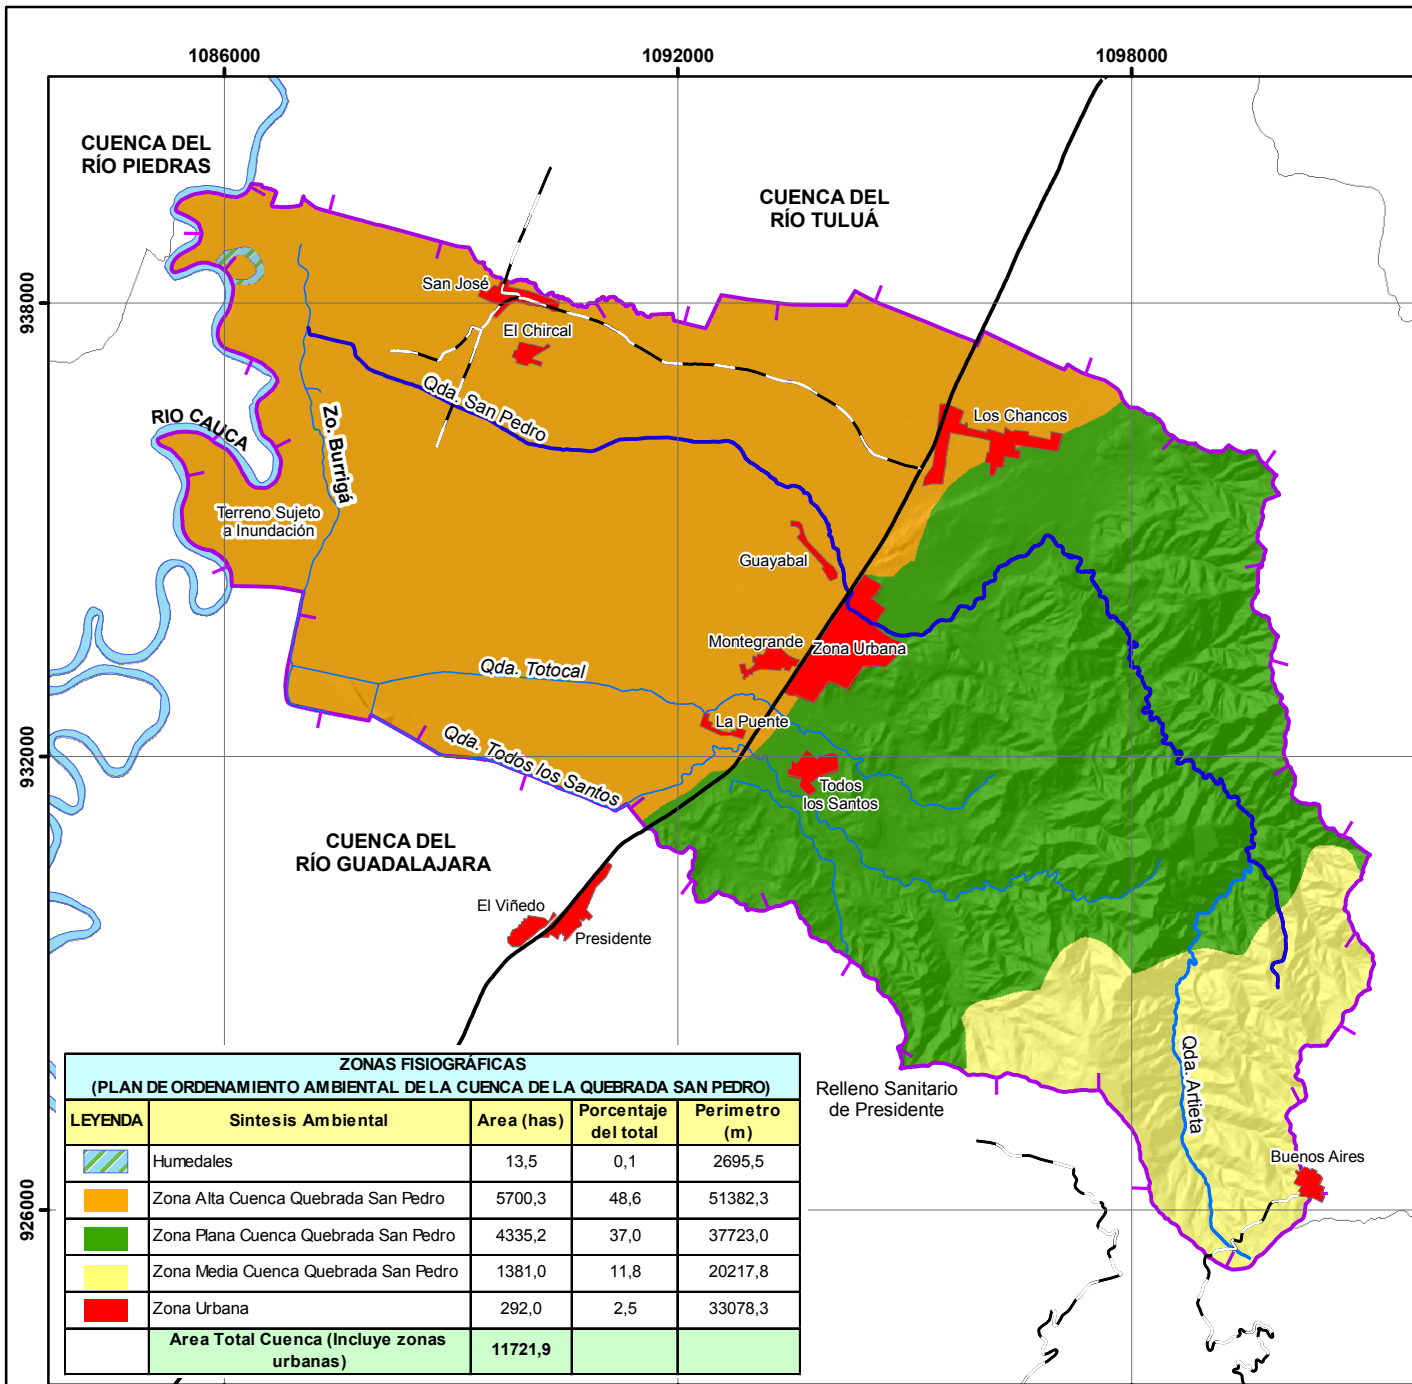 1086000
1092000
1098000
CUENCA DEL
RÍO PIEDRAS
CUENCA DEL
RÍO TULUÁ
San José
938000
El Chircal
Qda. San Pedro
RIO CAUCA
Zo. Burrigá
Los Chancos
Terreno Sujeto
a Inundación
Guayabal
Montegrande
Zona Urbana
Qda. Totocal
La Puente
Qda. Todos los Santos
932000
Todos
los Santos
CUENCA DEL
RÍO GUADALAJARA
El Viñedo
Presidente
Relleno Sanitario
de Presidente
Qda. Artieta
Buenos Aires
926000
ZONAS FISIOGRÁFICAS
(PLAN DE ORDENAMIENTO AMBIENTAL DE LA CUENCA DE LA QUEBRADA SAN PEDRO)
LEYENDA Sintesis Ambiental Area (has) Porcentaje del total Perimetro (m)
Humedales 13,5 0,1 2695,5
Zona Alta Cuenca Quebrada San Pedro 5700,3 48,6 51382,3
Zona Plana Cuenca Quebrada San Pedro 4335,2 37,0 37723,0
Zona Media Cuenca Quebrada San Pedro 1381,0 11,8 20217,8
Zona Urbana 292,0 2,5 33078,3
Area Total Cuenca (Incluye zonas urbanas) 11721,9